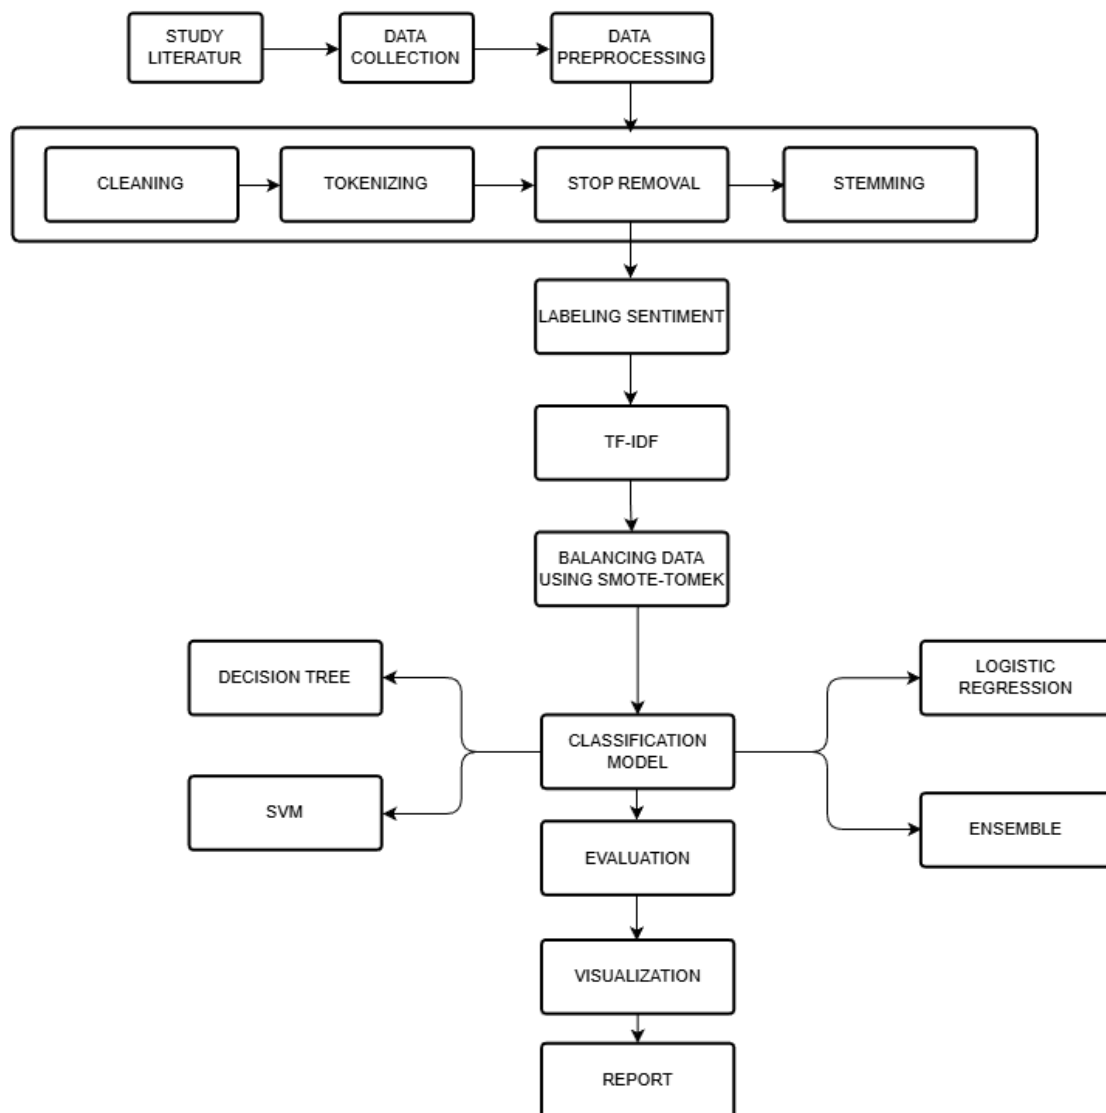 STUDY
LITERATUR
DATA
COLLECTION
DATA
PREPROCESSING
CLEANING
TOKENIZING
STOP REMOVAL
STEMMING
LABELING SENTIMENT
TF-IDF
BALANCING DATA
USING SMOTE-TOMEK
DECISION TREE
LOGISTIC
REGRESSION
CLASSIFICATION
MODEL
SVM
ENSEMBLE
EVALUATION
VISUALIZATION
REPORT